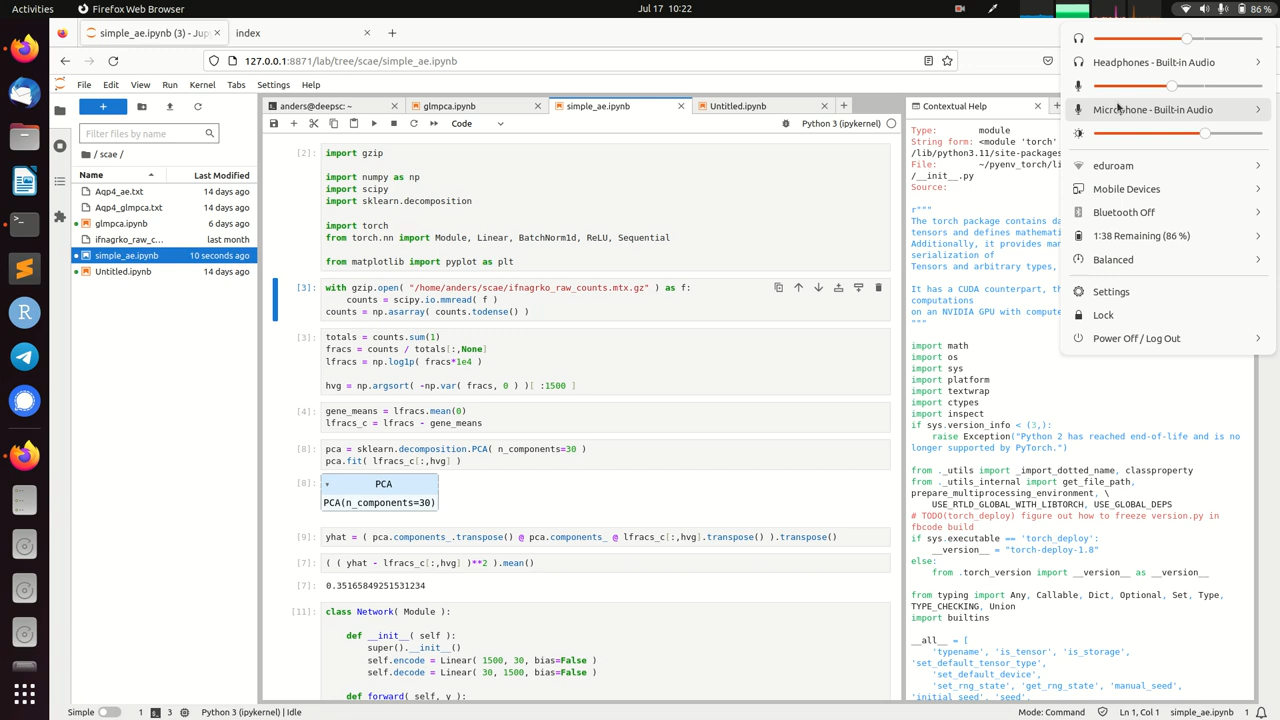 Activities
Firefox Web Browser
Jul 17 10:22
86 %
simple_ae.ipynb (3) - Jup
index
127.0.0.1:8871/lab/tree/scae/simple_ae.ipynb
File Edit View Run Kernel Tabs Settings
Filter files by name
/ scae /
Name Last Modified
Aqp4_ae.txt 14 days ago
Aqp4_glmpca.txt 14 days ago
glmpca.ipynb 6 days ago
ifnagrko_raw_c... last month
simple_ae.ipynb 10 seconds ago
Untitled.ipynb 14 days ago
anders@deepsc: ~
glmpca.ipynb
simple_ae.ipynb
Untitled.ipynb
Code
Python 3 (ipykernel)
[2]: import gzip
import numpy as np
import scipy
import sklearn.decomposition
import torch
from torch.nn import Module, Linear, BatchNorm1d, ReLU, Sequential
from matplotlib import pyplot as plt
[3]: with gzip.open( "/home/anders/scae/ifnagrko_raw_counts.mtx.gz" ) as f:
counts = scipy.io.mmread( f )
counts = np.asarray( counts.todense() )
[3]: totals = counts.sum(1)
fracs = counts / totals[:,None]
lfracs = np.log1p( fracs*1e4 )
hvg = np.argsort( -np.var( fracs, 0 ) )[ :1500 ]
[4]: gene_means = lfracs.mean(0)
lfracs_c = lfracs - gene_means
[8]: pca = sklearn.decomposition.PCA( n_components=30 )
pca.fit( lfracs_c[:,hvg] )
[8]: PCA
PCA(n_components=30)
[9]: yhat = ( pca.components_.transpose() @ pca.components_ @ lfracs_c[:,hvg].transpose() ).transpose()
[7]: ( ( yhat - lfracs_c[:,hvg] )**2 ).mean()
[7]: 0.35165849251531234
[11]: class Network( Module ):
def __init__( self ):
super().__init__()
self.encode = Linear( 1500, 30, bias=False )
self.decode = Linear( 30, 1500, bias=False )
def forward( self, y ):
Contextual Help
Type: module
String form: <module 'torch'
/lib/python3.11/site-packages
File: ~/pyenv_torch/li
/__init__.py
Source:
r"""
The torch package contains da
tensors and defines mathemati
Additionally, it provides man
serialization of
Tensors and arbitrary types,
It has a CUDA counterpart, th
computations
on an NVIDIA GPU with compute
"""
import math
import os
import sys
import platform
import textwrap
import ctypes
import inspect
if sys.version_info < (3,):
raise Exception("Python 2 has reached end-of-life and is no
longer supported by PyTorch.")
from ._utils import _import_dotted_name, classproperty
from ._utils_internal import get_file_path,
prepare_multiprocessing_environment, \
USE_RTLD_GLOBAL_WITH_LIBTORCH, USE_GLOBAL_DEPS
# TODO(torch_deploy) figure out how to freeze version.py in
fbcode build
if sys.executable == 'torch_deploy':
__version__ = "torch-deploy-1.8"
else:
from .torch_version import __version__ as __version__
from typing import Any, Callable, Dict, Optional, Set, Type,
TYPE_CHECKING, Union
import builtins
__all__ = [
'typename', 'is_tensor', 'is_storage',
'set_default_tensor_type',
'set_default_device',
'set_rng_state', 'get_rng_state', 'manual_seed',
'initial_seed', 'seed',
Headphones - Built-in Audio
Microphone - Built-in Audio
eduroam
Mobile Devices
Bluetooth Off
1:38 Remaining (86 %)
Balanced
Settings
Lock
Power Off / Log Out
Simple
1
3
Python 3 (ipykernel) | Idle
Mode: Command
Ln 1, Col 1
simple_ae.ipynb
1